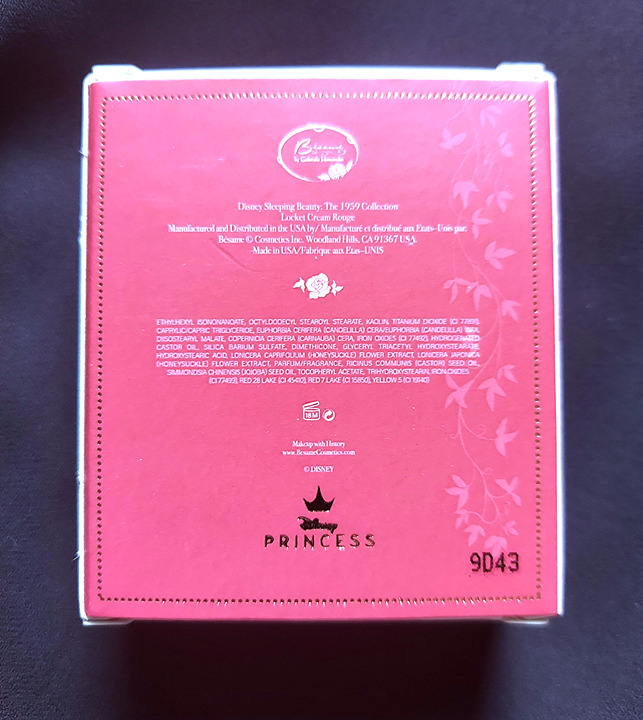 Bésame
by Gabriela Hernandez
Disney Sleeping Beauty: The 1959 Collection
Locket Cream Rouge
Manufactured and Distributed in the USA by/ Manufacturé et distribué aux Etats-Unis par:
Bésame © Cosmetics Inc. Woodland Hills, CA 91367 USA.
Made in USA/Fabrique aux Etas-UNIS
ETHYLHEXYL ISONONANOATE, OCTYLDODECYL STEAROYL STEARATE, KAOLIN, TITANIUM DIOXIDE (CI 77891),
CAPRYLIC/CAPRIC TRIGLYCERIDE, EUPHORBIA CERIFERA (CANDELILLA) CERA/EUPHORBIA (CANDELILLA) WAX,
DIISOSTEARYL MALATE, COPERNICIA CERIFERA (CARNAUBA) CERA, IRON OXIDES (CI 77492), HYDROGENATED
CASTOR OIL, SILICA BARIUM SULFATE, DIMETHICONE, GLYCERYL TRIACETYL HYDROXYSTEARATE,
HYDROXYSTEARIC ACID, LONICERA CAPRIFOLIUM (HONEYSUCKLE) FLOWER EXTRACT, LONICERA JAPONICA
(HONEYSUCKLE) FLOWER EXTRACT, PARFUM/FRAGRANCE, RICINUS COMMUNIS (CASTOR) SEED OIL,
SIMMONDSIA CHINENSIS (JOJOBA) SEED OIL, TOCOPHERYL ACETATE, TRIHYDROXYSTEARIN, IRON OXIDES
(CI 77499), RED 28 LAKE (CI 45410), RED 7 LAKE (CI 15850), YELLOW 5 (CI 19140)
18M
Makeup with History
www.BesameCosmetics.com
© DISNEY
Disney
PRINCESS
9D43